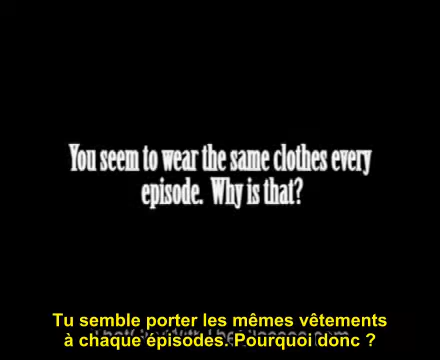 You seem to wear the same clothes every
episode. Why is that?
Tu semble porter les mêmes vêtements
à chaque épisodes. Pourquoi donc ?